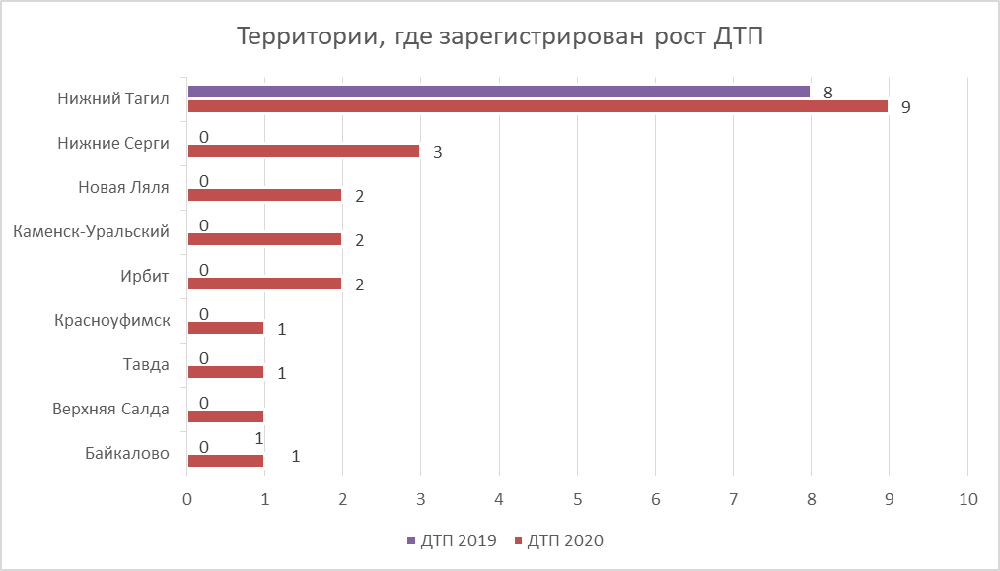 Территории, где зарегистрирован рост ДТП
Нижний Тагил
8
9
Нижние Серги
0
3
Новая Ляля
0
2
Каменск-Уральский
0
2
Ирбит
0
2
Красноуфимск
0
1
Тавда
0
1
Верхняя Салда
0
1
Байкалово
0
1
0 1 2 3 4 5 6 7 8 9 10
ДТП 2019 ДТП 2020